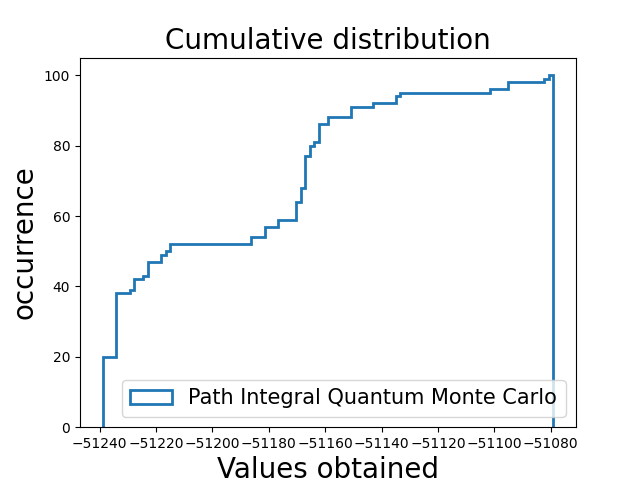 Cumulative distribution
occurrence
100
80
60
40
20
0
Path Integral Quantum Monte Carlo
−51240 −51220 −51200 −51180 −51160 −51140 −51120 −51100 −51080
Values obtained